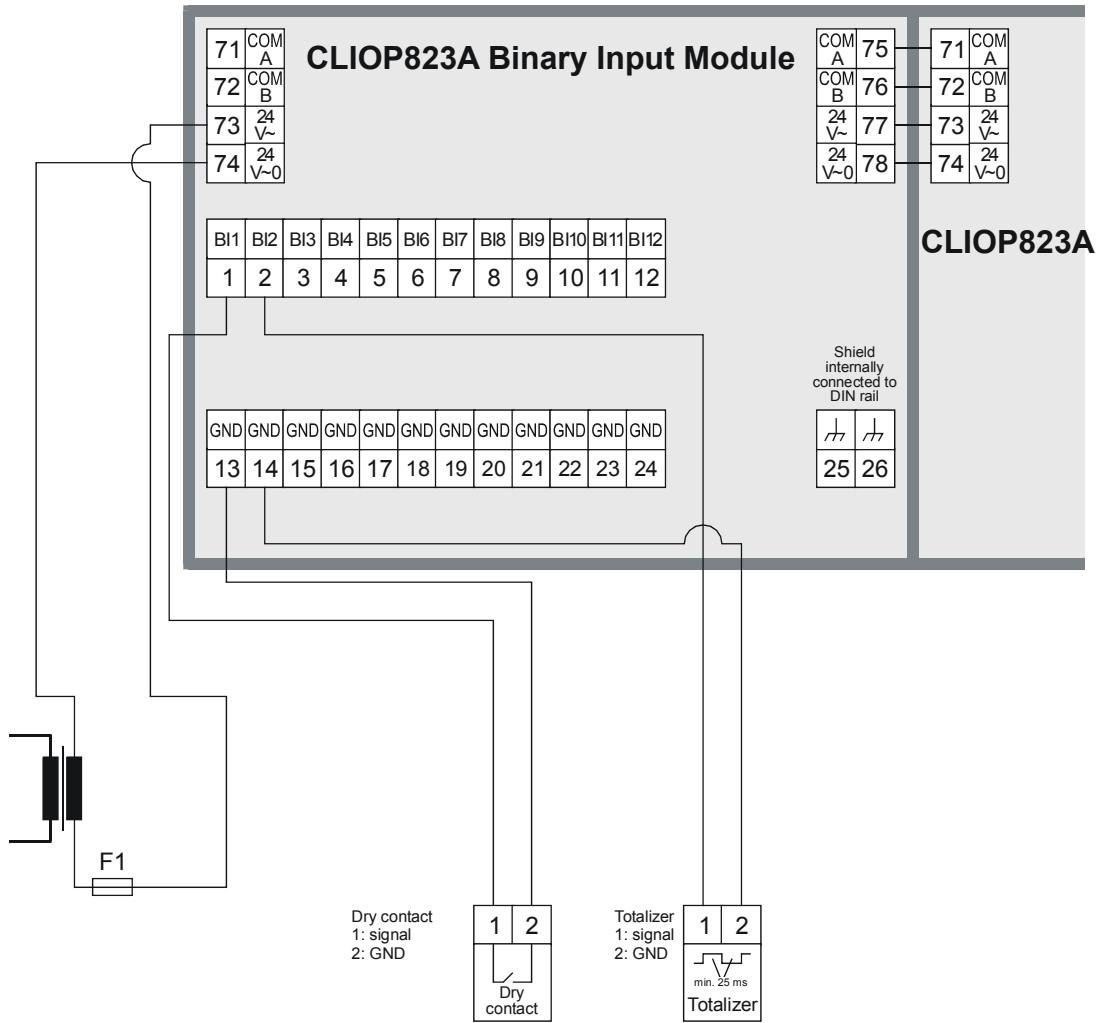 CLIOP823A Binary Input Module
71 COM A
72 COM B
73 24 V~
74 24 V~0
COM A 75
COM B 76
24 V~ 77
24 V~0 78
71 COM A
72 COM B
73 24 V~
74 24 V~0
CLIOP823A
BI1 BI2 BI3 BI4 BI5 BI6 BI7 BI8 BI9 BI10 BI11 BI12
1 2 3 4 5 6 7 8 9 10 11 12
Shield
internally
connected to
DIN rail
GND GND GND GND GND GND GND GND GND GND GND GND
13 14 15 16 17 18 19 20 21 22 23 24
25 26
F1
Dry contact
1: signal
2: GND
1 2
Dry
contact
Totalizer
1: signal
2: GND
1 2
min. 25 ms
Totalizer